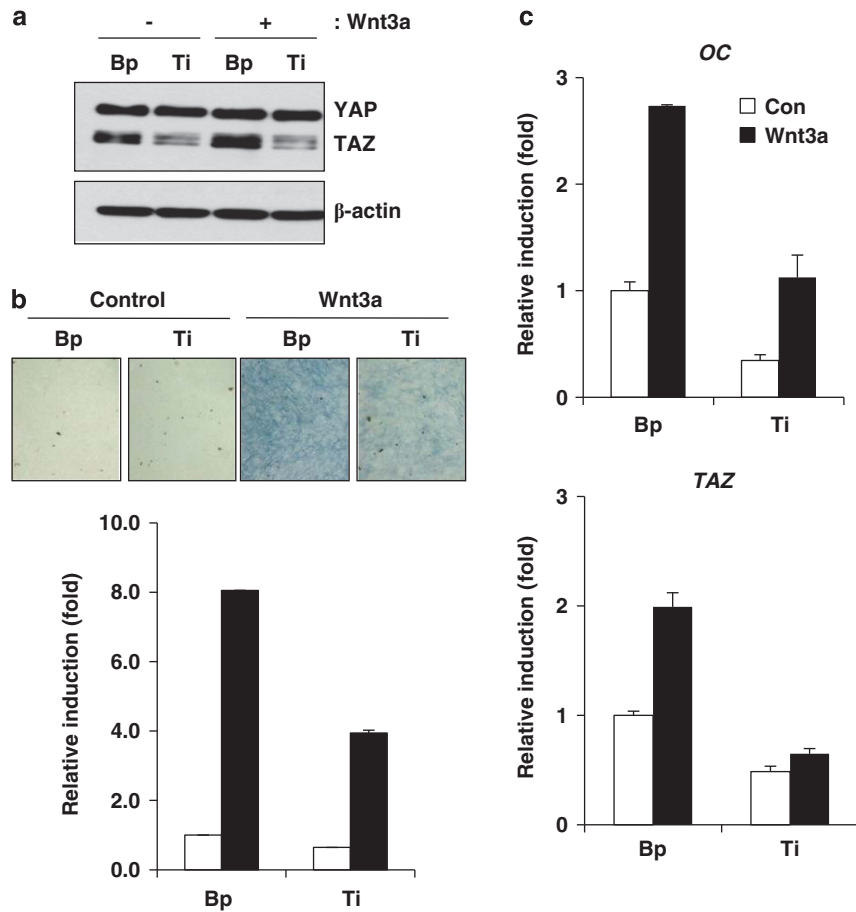 a
- + : Wnt3a
Bp Ti Bp Ti
YAP
TAZ
β-actin
b
Control Wnt3a
Bp Ti Bp Ti
Relative induction (fold)
10.0
8.0
6.0
4.0
2.0
0.0
Bp Ti
c
OC
Relative induction (fold)
3
2
1
0
Con
Wnt3a
Bp Ti
TAZ
Relative induction (fold)
3
2
1
0
Bp Ti